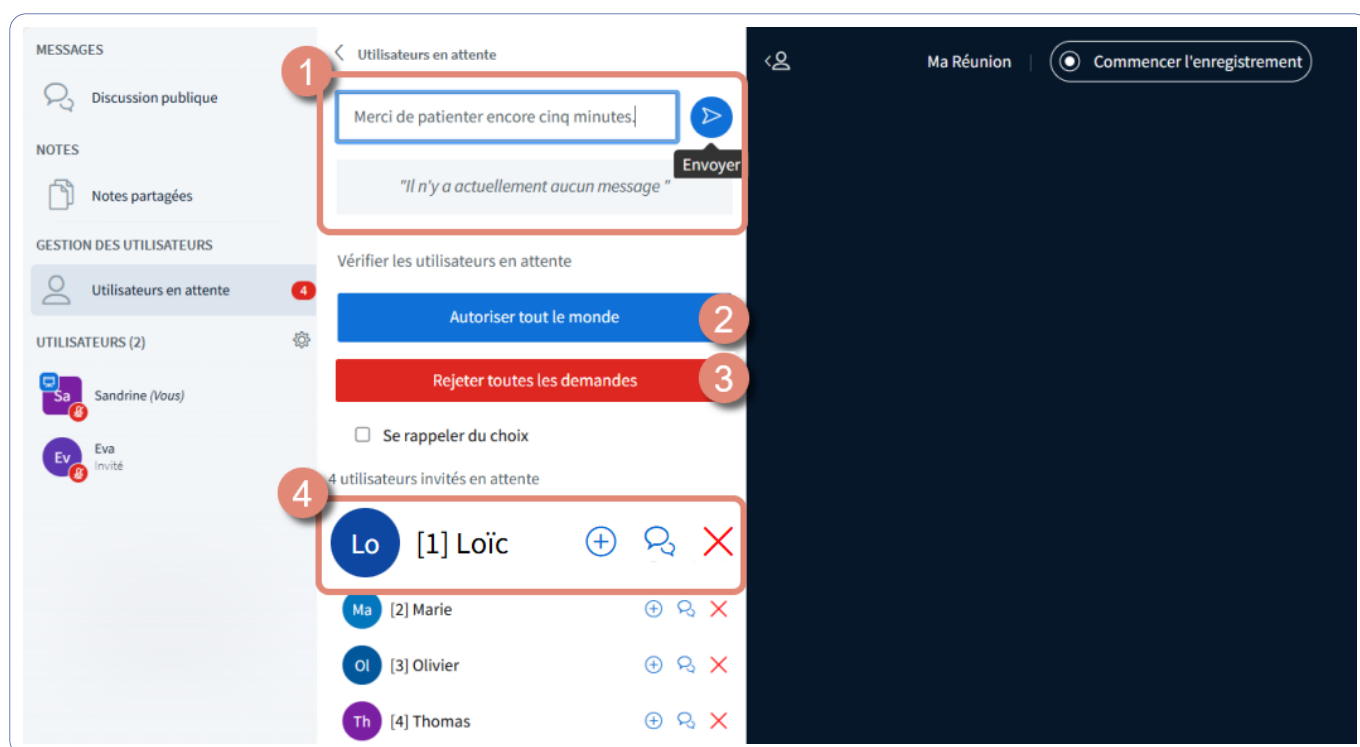 MESSAGES
Discussion publique
NOTES
Notes partagées
GESTION DES UTILISATEURS
Utilisateurs en attente
4
UTILISATEURS (2)
Sa
Sandrine (Vous)
Ev
Eva
Invité
Utilisateurs en attente
1
Merci de patienter encore cinq minutes.
Envoyer
"Il n'y a actuellement aucun message "
Vérifier les utilisateurs en attente
Autoriser tout le monde
2
Rejeter toutes les demandes
3
Se rappeler du choix
4 utilisateurs invités en attente
4
Lo [1] Loïc
Ma [2] Marie
Ol [3] Olivier
Th [4] Thomas
Ma Réunion
Commencer l'enregistrement